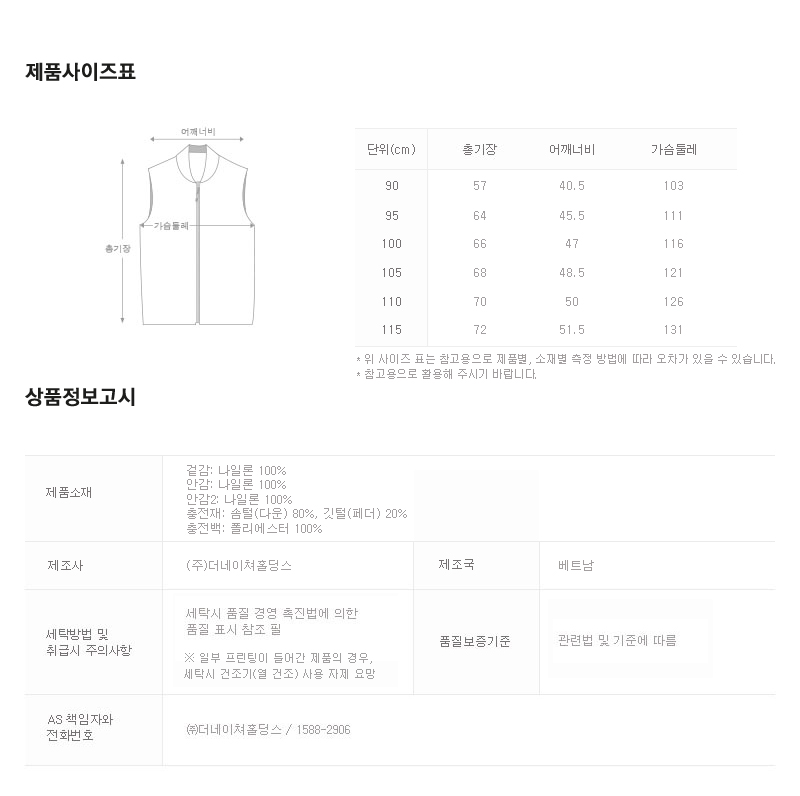 제품사이즈표
어깨너비
가슴둘레
총기장
단위(cm) 총기장 어깨너비 가슴둘레
90 57 40.5 103
95 64 45.5 111
100 66 47 116
105 68 48.5 121
110 70 50 126
115 72 51.5 131
* 위 사이즈 표는 참고용으로 제품별, 소재별 측정 방법에 따라 오차가 있을 수 있습니다.
* 참고용으로 활용해 주시기 바랍니다.
상품정보고시
제품소재
겉감: 나일론 100%
안감: 나일론 100%
안감2: 나일론 100%
충전재: 솜털(다운) 80%, 깃털(페더) 20%
충전백: 폴리에스터 100%
제조사 (주)더네이쳐홀딩스 제조국 베트남
세탁방법 및
취급시 주의사항
세탁시 품질 경영 촉진법에 의한
품질 표시 참조 필
※ 일부 프린팅이 들어간 제품의 경우,
세탁시 건조기(열 건조) 사용 자제 요망
품질보증기준 관련법 및 기준에 따름
AS 책임자와
전화번호
㈜더네이쳐홀딩스 / 1588-2906